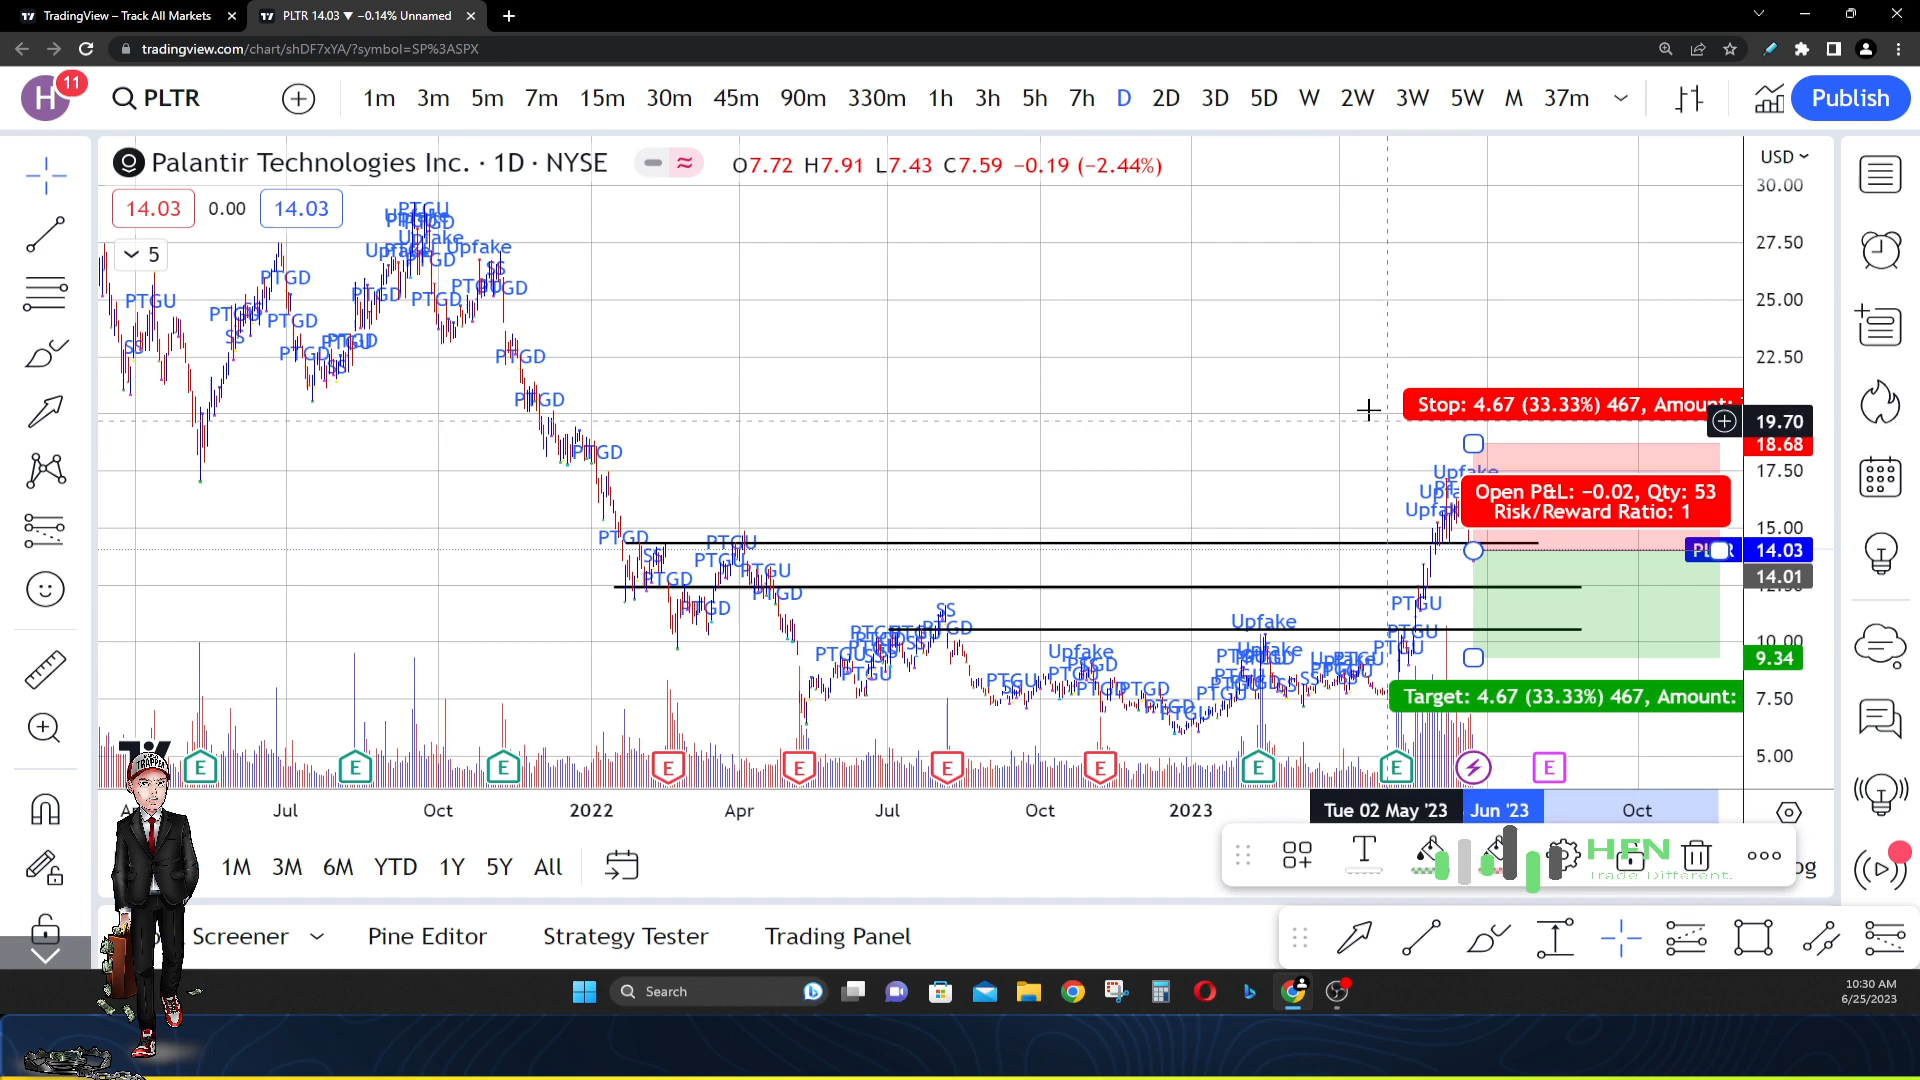 TradingView – Track All Markets
PLTR 14.03 ▼ −0.14% Unnamed
tradingview.com/chart/shDF7xYA/?symbol=SP%3ASPX
H
11
PLTR
1m 3m 5m 7m 15m 30m 45m 90m 330m 1h 3h 5h 7h D 2D 3D 5D W 2W 3W 5W M 37m
Publish
Palantir Technologies Inc. · 1D · NYSE
O7.72 H7.91 L7.43 C7.59 −0.19 (−2.44%)
USD
14.03 0.00 14.03
5
30.00
27.50
25.00
22.50
19.70
18.68
17.50
15.00
14.03
14.01
10.00
9.34
7.50
5.00
PTGU
PTGD
Upfake
SS
Stop: 4.67 (33.33%) 467, Amount:
Open P&L: −0.02, Qty: 53
Risk/Reward Ratio: 1
Target: 4.67 (33.33%) 467, Amount:
E E E E E E E E E E
Jul Oct 2022 Apr Jul Oct 2023 Tue 02 May '23 Jun '23 Oct
1M 3M 6M YTD 1Y 5Y All
HFN
Trade Different.
TRAPPER
Screener Pine Editor Strategy Tester Trading Panel
Search
10:30 AM
6/25/2023